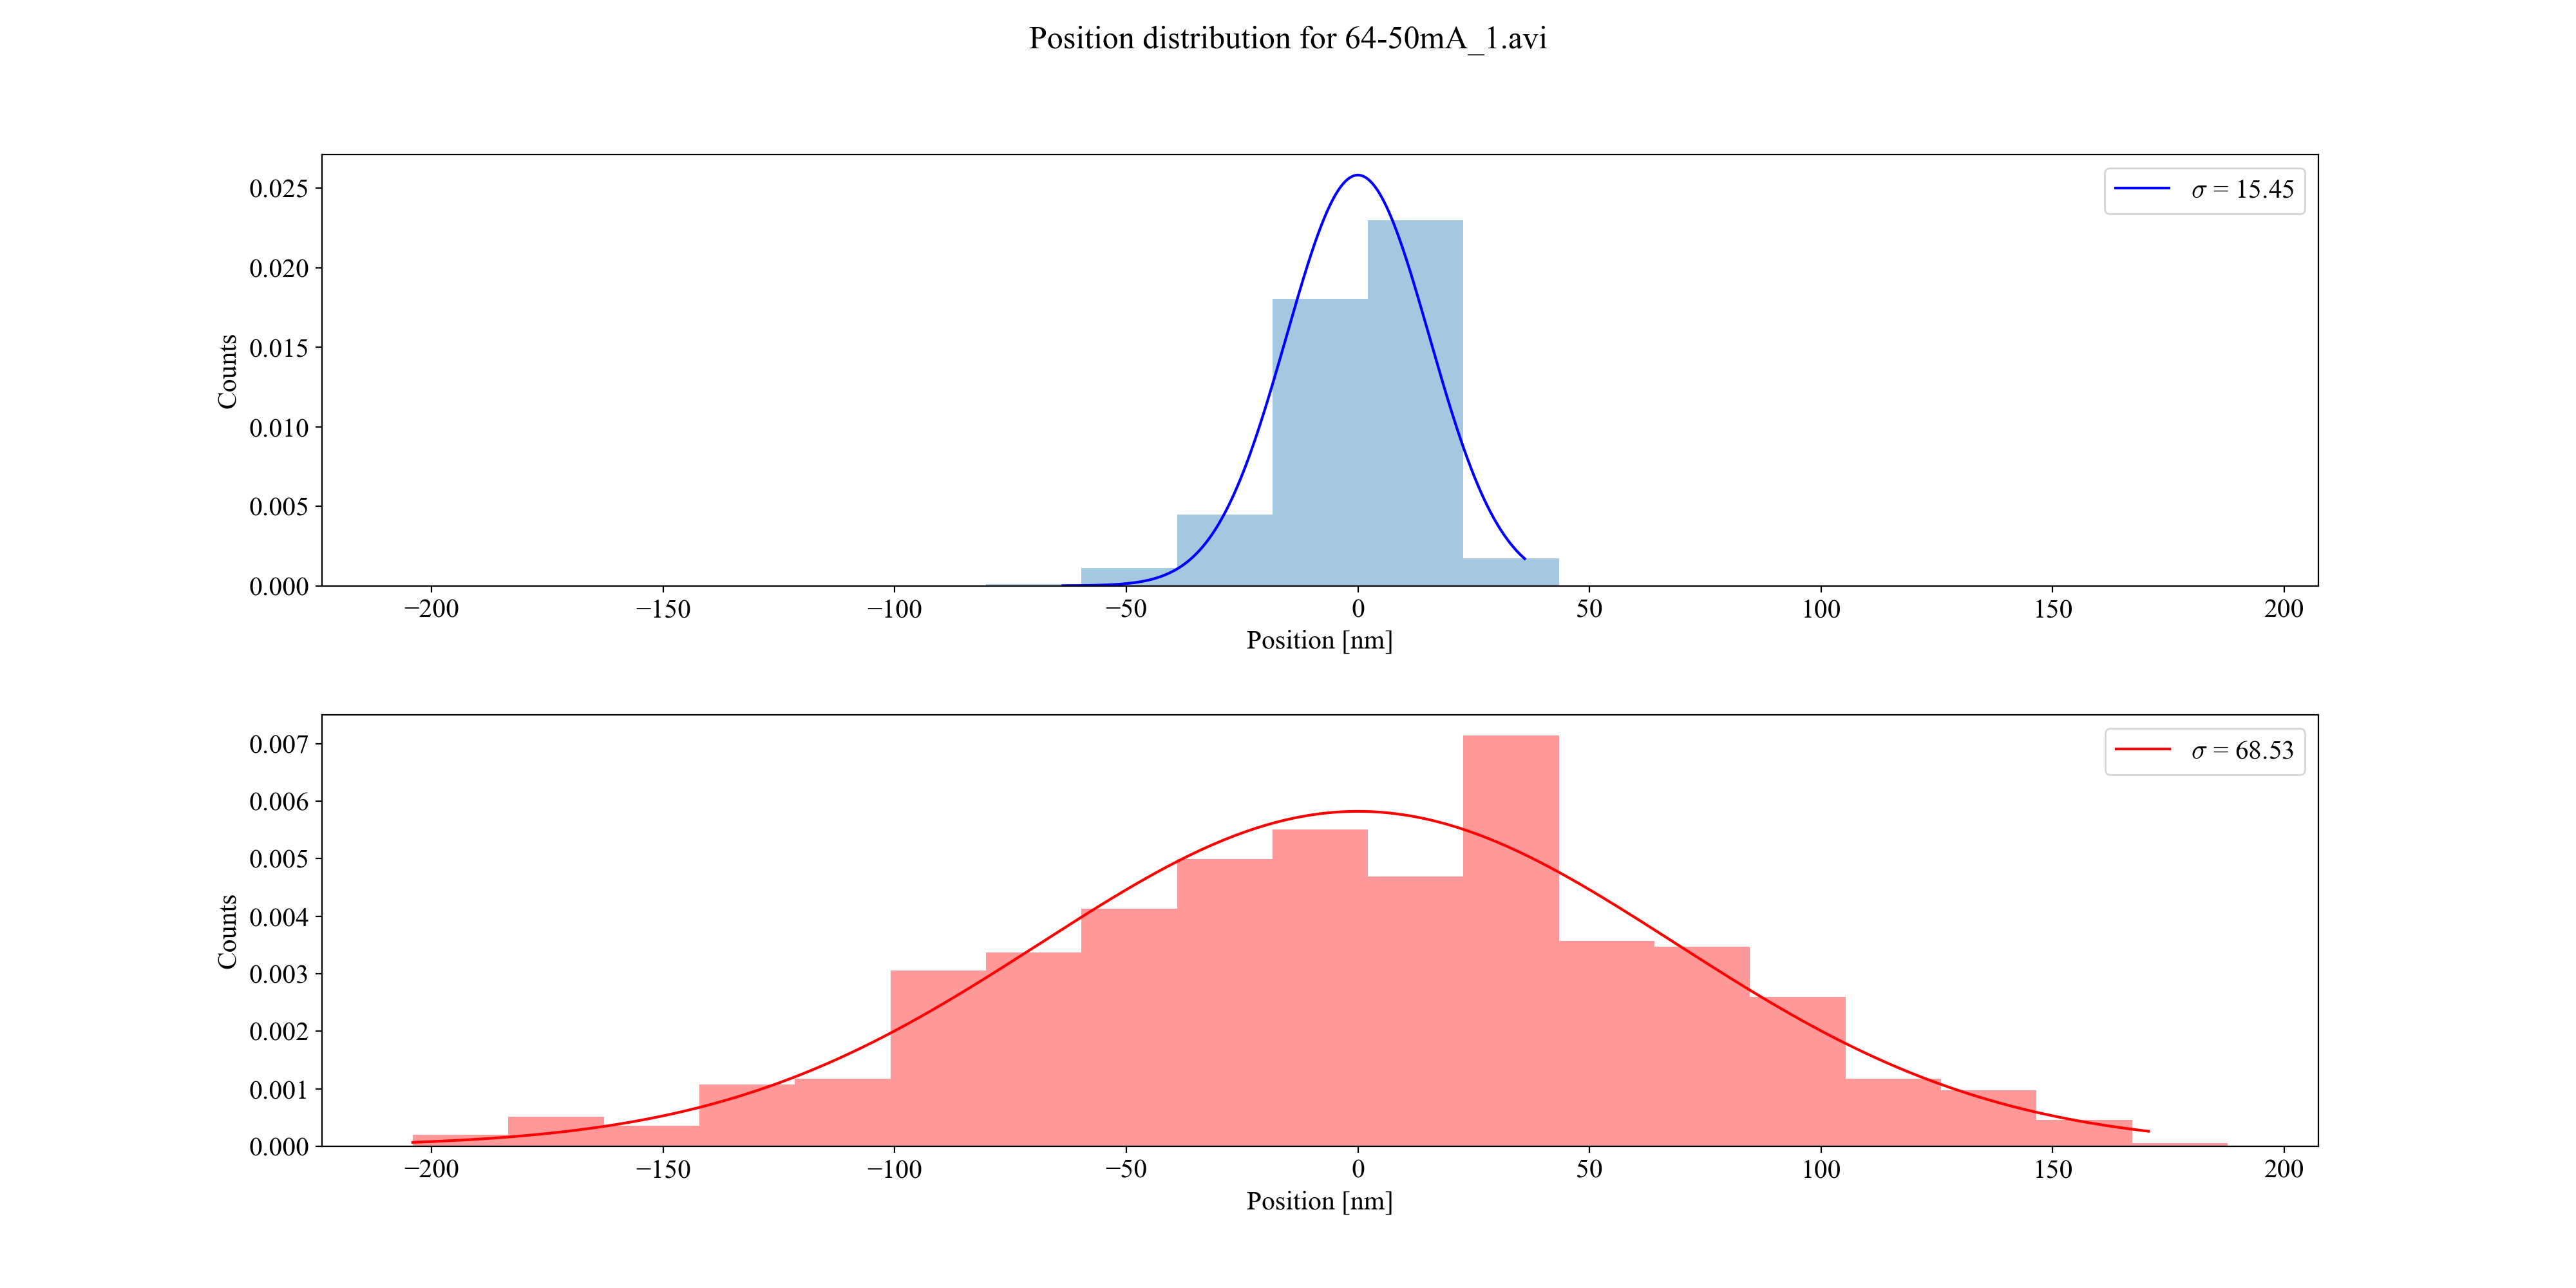 Position distribution for 64-50mA_1.avi
σ = 15.45
0.025
0.020
0.015
0.010
0.005
0.000
Counts
−200 −150 −100 −50 0 50 100 150 200
Position [nm]
σ = 68.53
0.007
0.006
0.005
0.004
0.003
0.002
0.001
0.000
Counts
−200 −150 −100 −50 0 50 100 150 200
Position [nm]